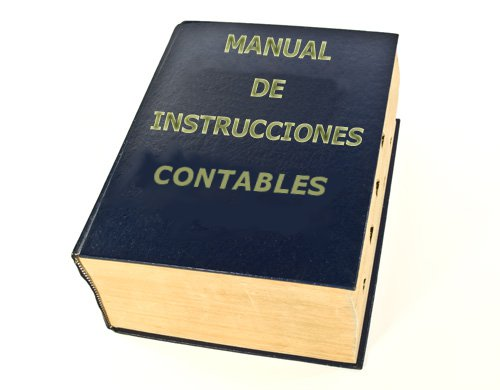 MANUAL
DE
INSTRUCCIONES
CONTABLES